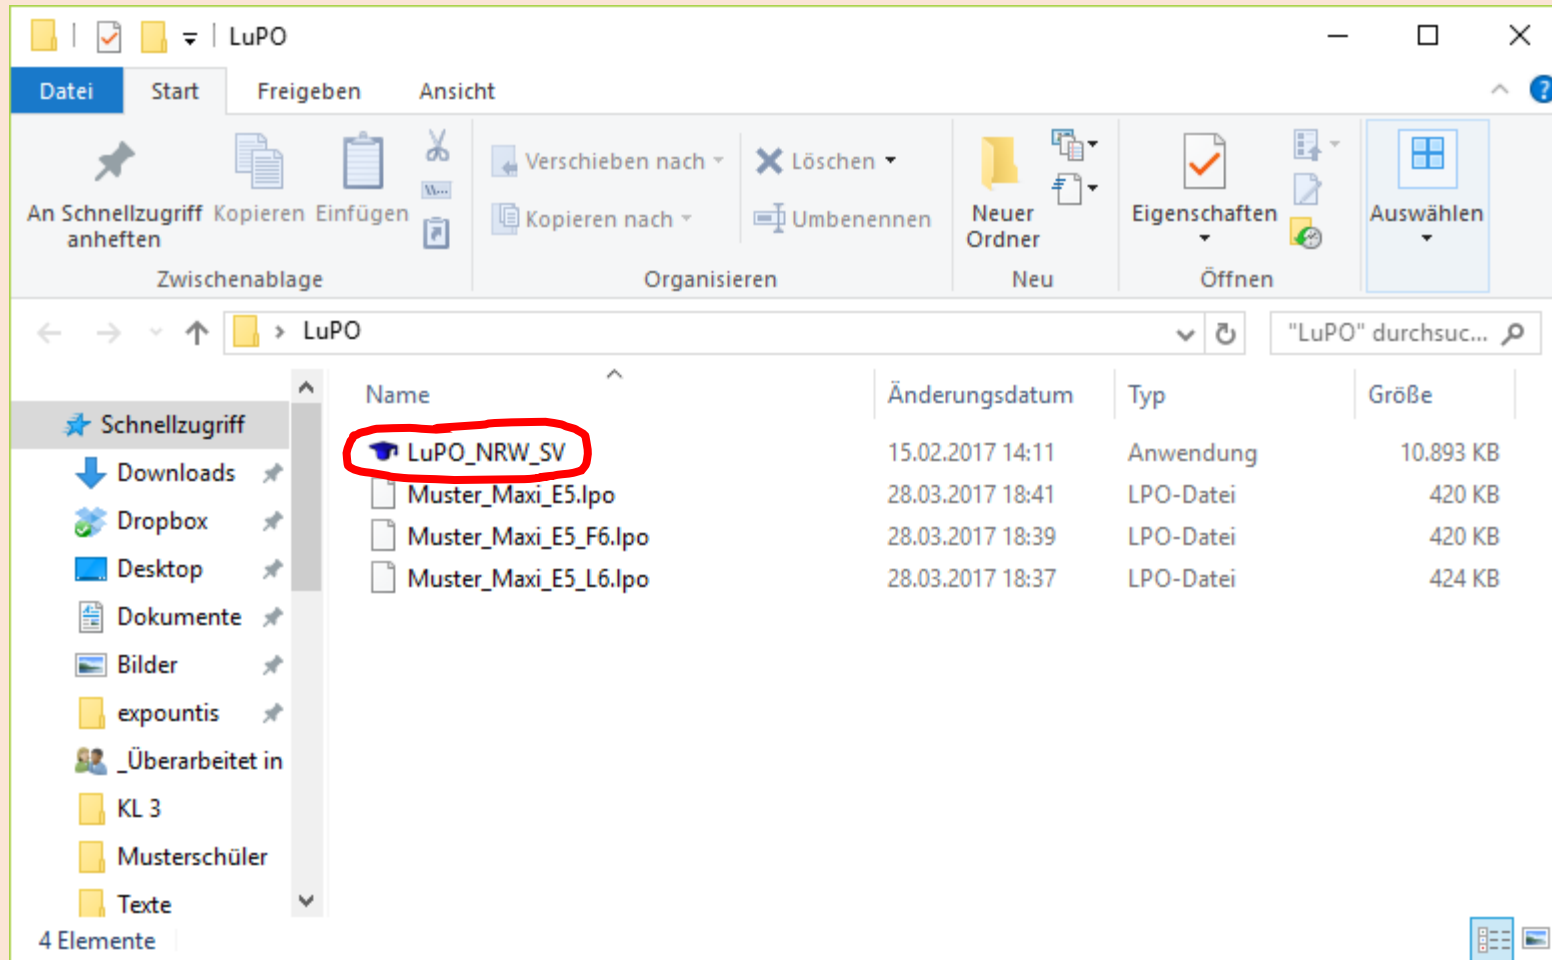 LuPO
Datei Start Freigeben Ansicht
An Schnellzugriff anheften
Kopieren
Einfügen
Verschieben nach
Kopieren nach
Löschen
Umbenennen
Neuer Ordner
Eigenschaften
Auswählen
Zwischenablage Organisieren Neu Öffnen
LuPO
"LuPO" durchsuc...
Name Änderungsdatum Typ Größe
LuPO_NRW_SV 15.02.2017 14:11 Anwendung 10.893 KB
Muster_Maxi_E5.lpo 28.03.2017 18:41 LPO-Datei 420 KB
Muster_Maxi_E5_F6.lpo 28.03.2017 18:39 LPO-Datei 420 KB
Muster_Maxi_E5_L6.lpo 28.03.2017 18:37 LPO-Datei 424 KB
Schnellzugriff
Downloads
Dropbox
Desktop
Dokumente
Bilder
expountis
_Überarbeitet in
KL 3
Musterschüler
Texte
4 Elemente